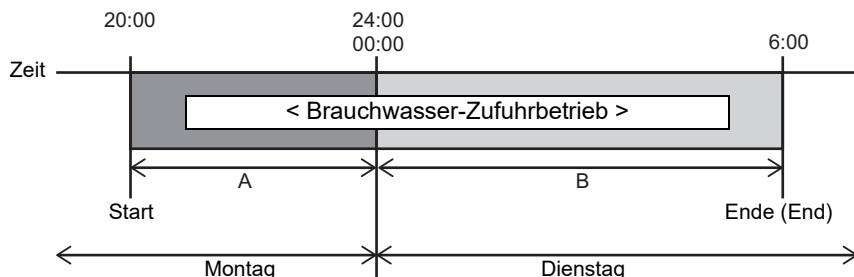 20:00
24:00
00:00
6:00
Zeit
< Brauchwasser-Zufuhrbetrieb >
A
B
Start
Ende (End)
Montag
Dienstag